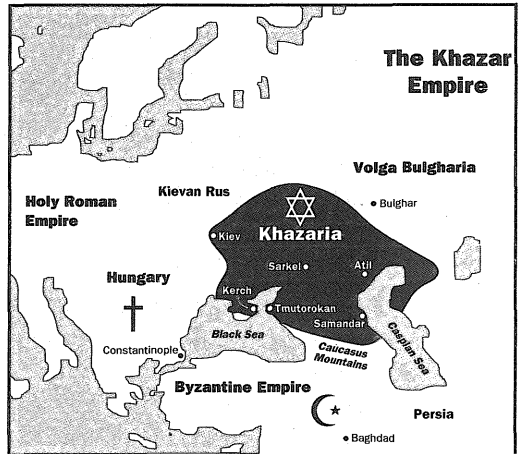 The Khazar
Empire
Volga Bulgharia
Kievan Rus
Holy Roman
Empire
Bulghar
Kiev
Khazaria
Sarkel
Atil
Hungary
Kerch
Tmutorokan
Samandar
Black Sea
Caspian Sea
Caucasus
Mountains
Constantinople
Byzantine Empire
Persia
Baghdad